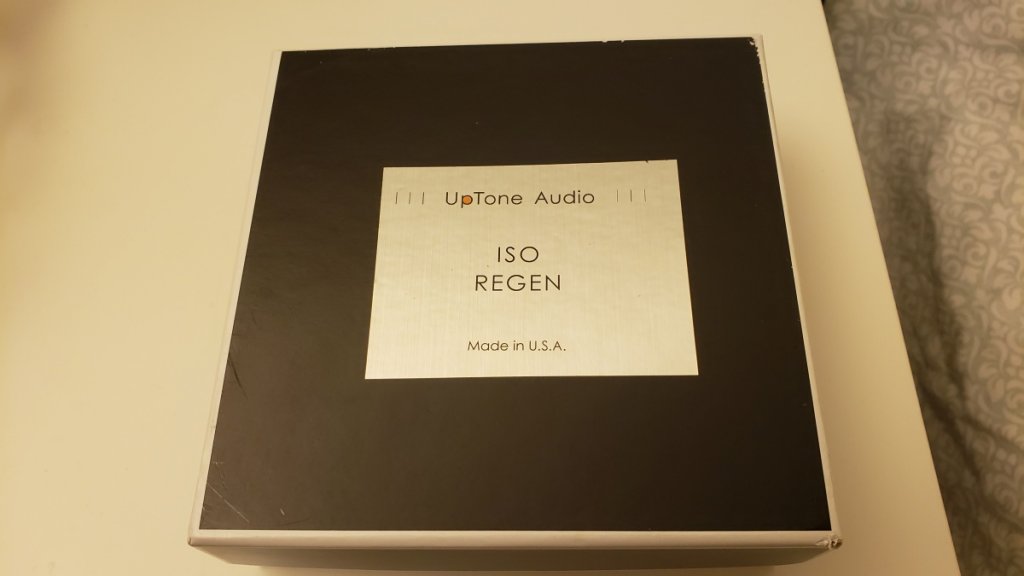 UpTone Audio
ISO
REGEN
Made in U.S.A.